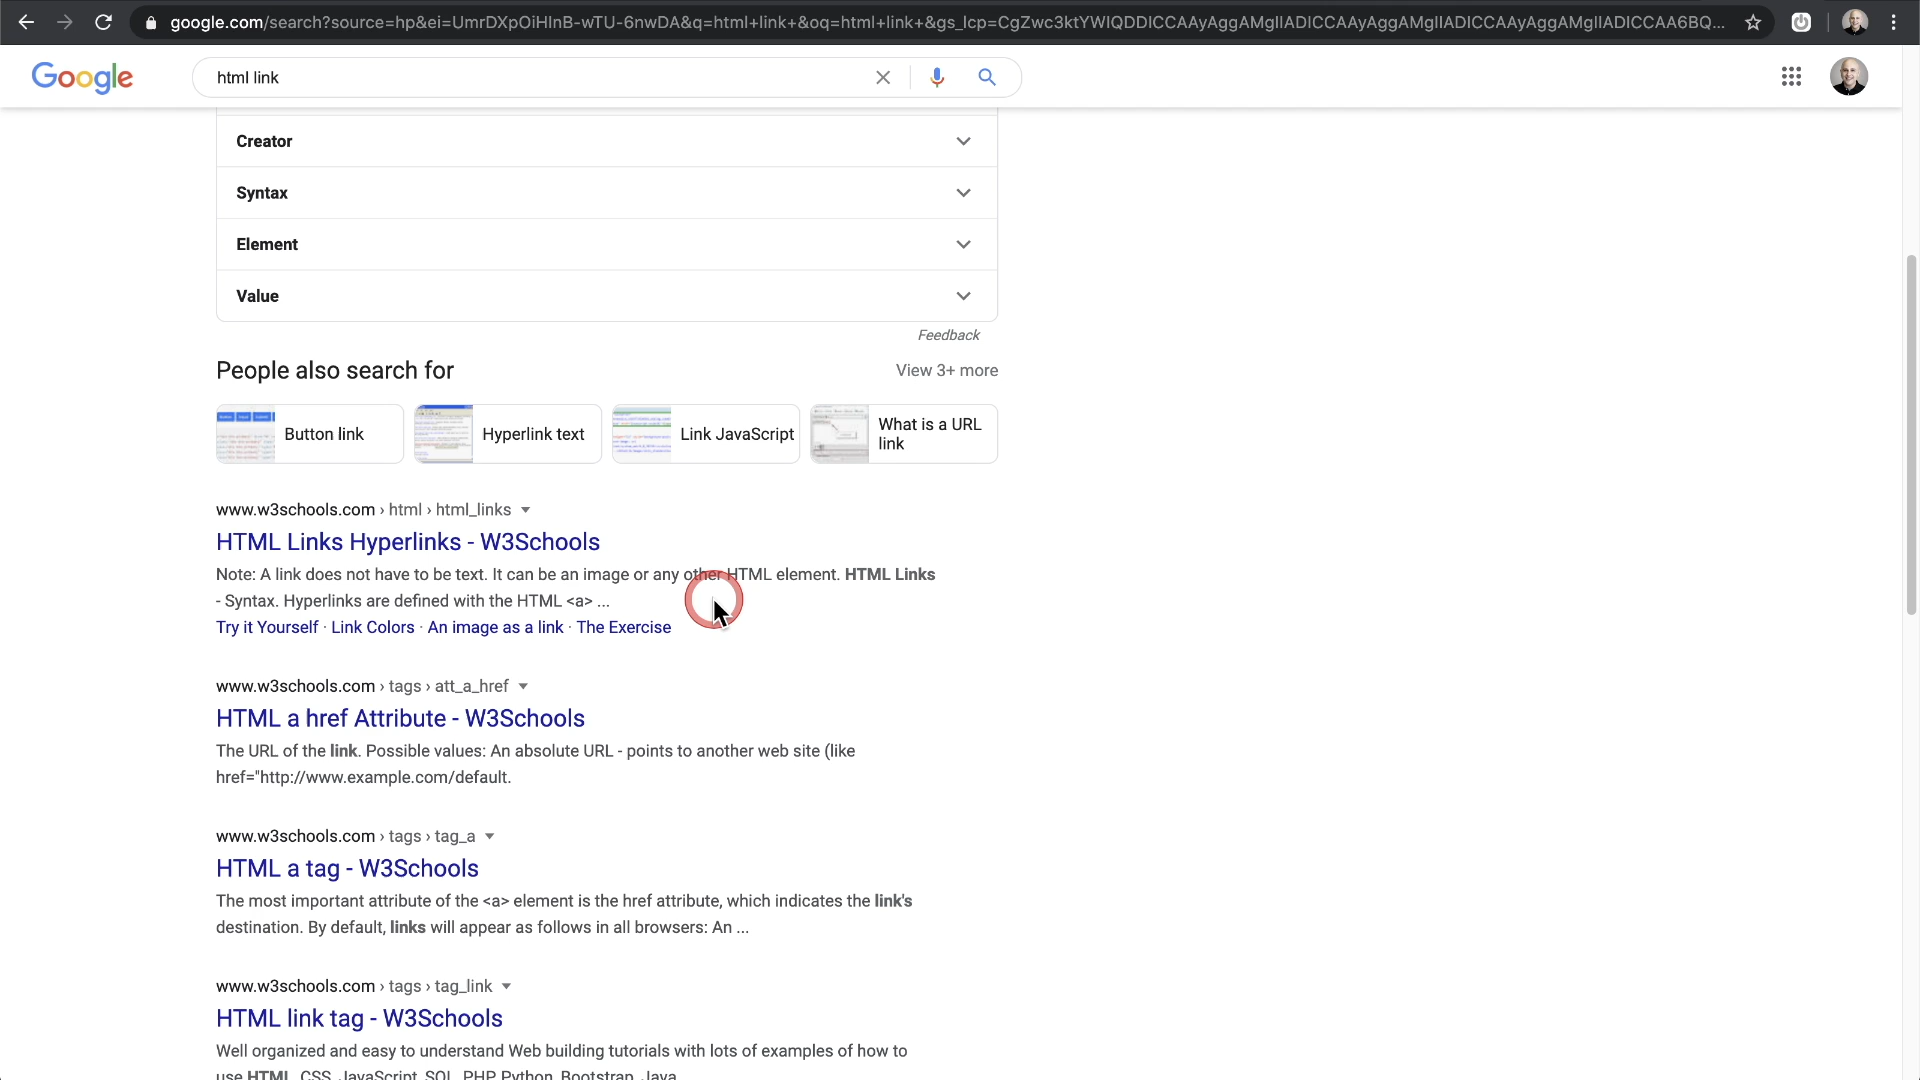 google.com/search?source=hp&ei=UmrDXpOiHInB-wTU-6nwDA&q=html+link+&oq=html+link+&gs_lcp=CgZwc3ktYWIQDDICCAAyAggAMgIIADICCAAyAggAMgIIADICCAAyAggAMgIIADICCAA6BQ...
Google
html link
Creator
Syntax
Element
Value
Feedback
People also search for
View 3+ more
Button link
Hyperlink text
Link JavaScript
What is a URL
link
www.w3schools.com › html › html_links
HTML Links Hyperlinks - W3Schools
Note: A link does not have to be text. It can be an image or any other HTML element. HTML Links
- Syntax. Hyperlinks are defined with the HTML <a> ...
Try it Yourself · Link Colors · An image as a link · The Exercise
www.w3schools.com › tags › att_a_href
HTML a href Attribute - W3Schools
The URL of the link. Possible values: An absolute URL - points to another web site (like
href="http://www.example.com/default.
www.w3schools.com › tags › tag_a
HTML a tag - W3Schools
The most important attribute of the <a> element is the href attribute, which indicates the link's
destination. By default, links will appear as follows in all browsers: An ...
www.w3schools.com › tags › tag_link
HTML link tag - W3Schools
Well organized and easy to understand Web building tutorials with lots of examples of how to
use HTML, CSS, JavaScript, SQL, PHP, Python, Bootstrap, Java